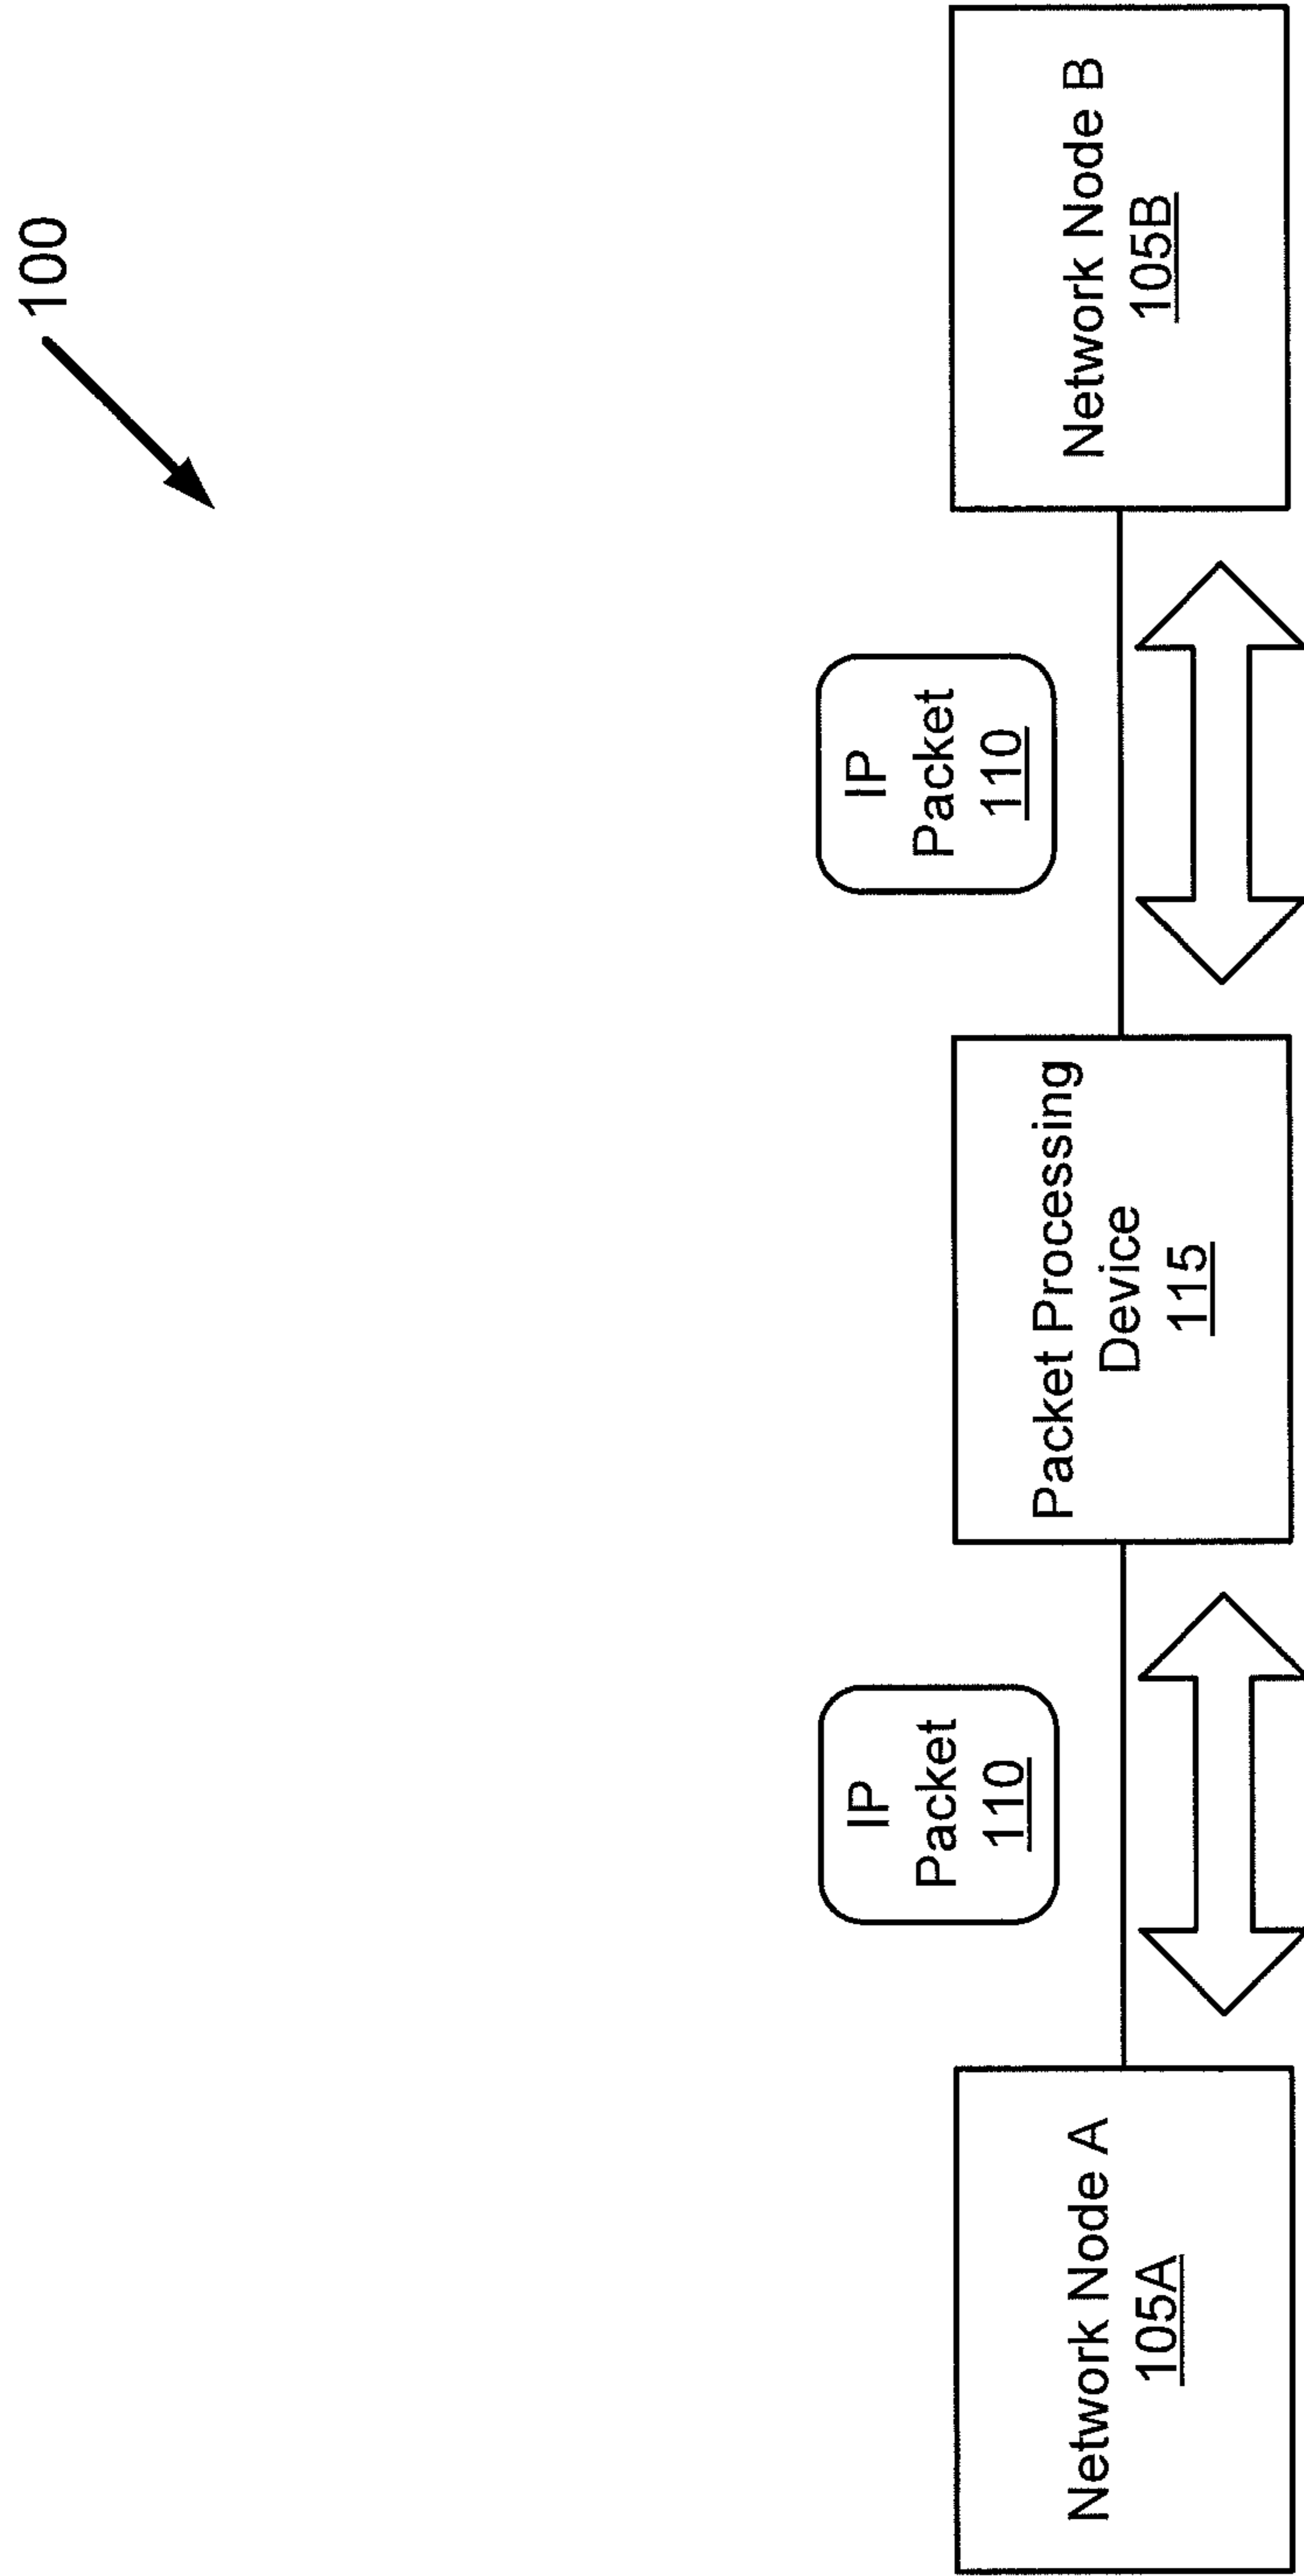 100
IP
Packet
110
IP
Packet
110
Network Node A
105A
Packet Processing
Device
115
Network Node B
105B